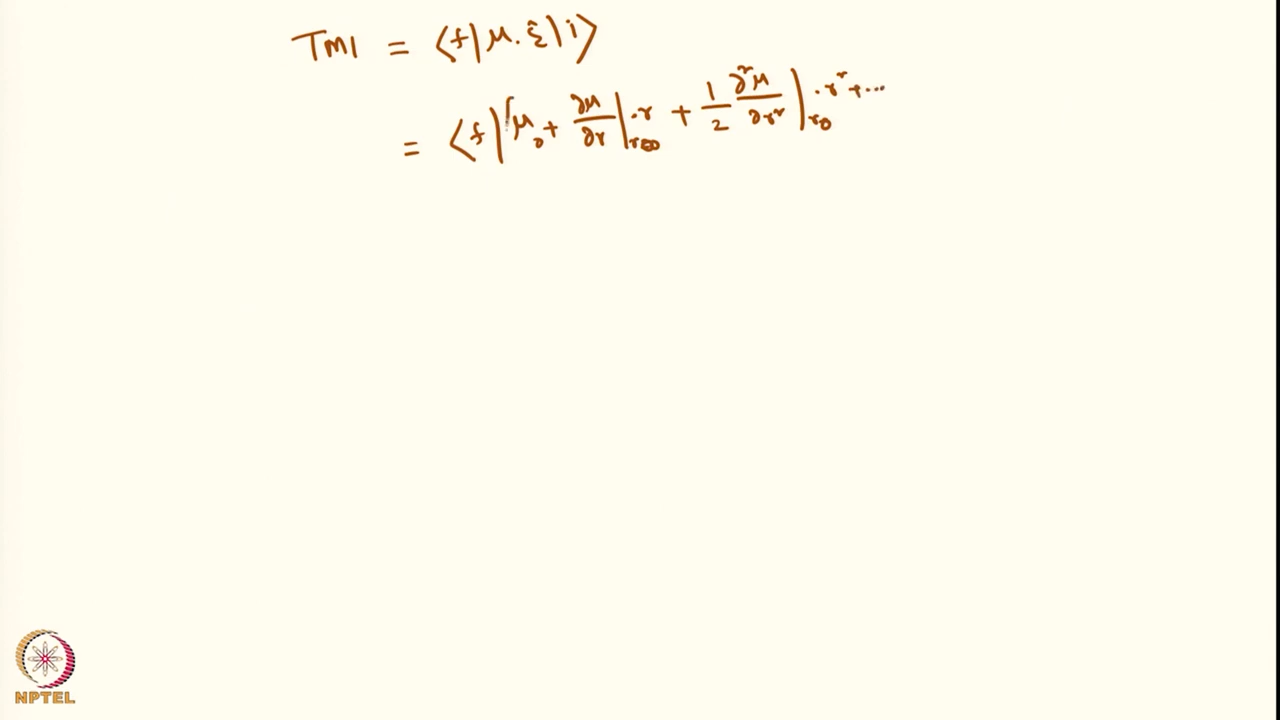 TMI = ⟨f|μ.ε̂|i⟩
= ⟨f|[μ₀ + ∂μ/∂r|ᵣ₌₀ .r + 1/2 ∂²μ/∂r²|r₀ .r² + ...
NPTEL